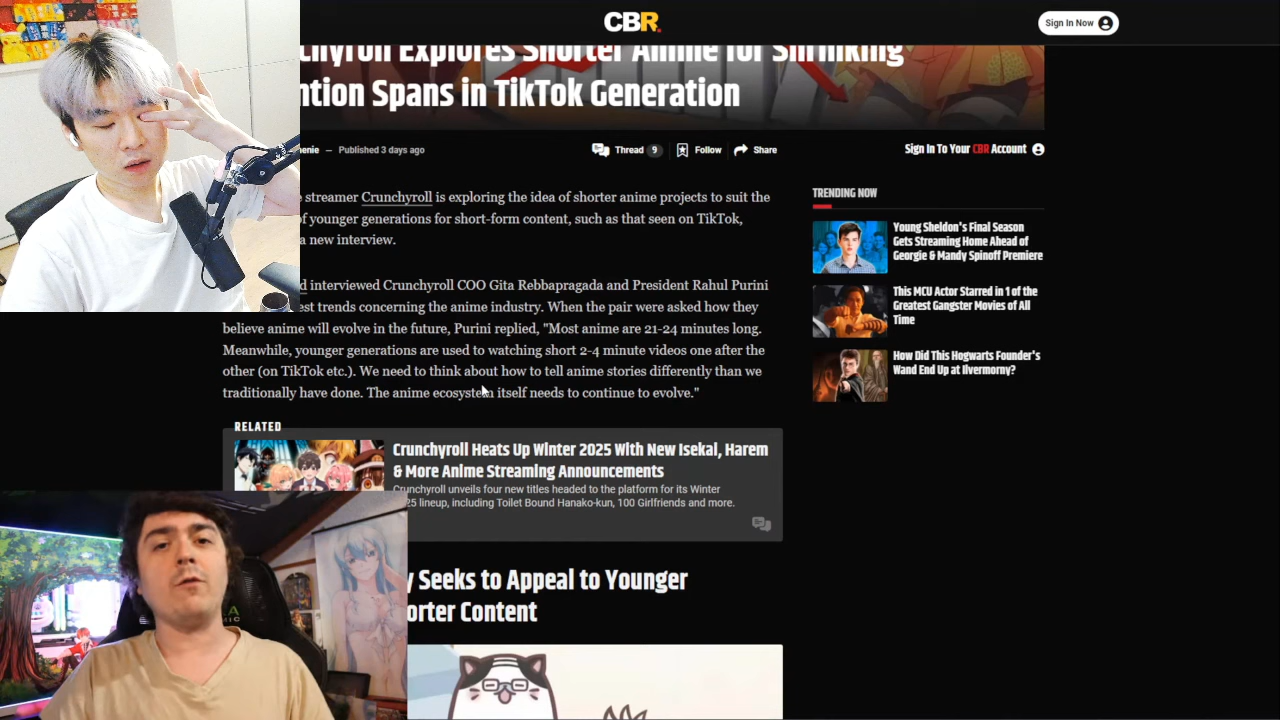 CBR
Sign In Now
chyroll Explores Shorter Anime for Shrinking
ntion Spans in TikTok Generation
enie — Published 3 days ago
Thread 9
Follow
Share
Sign In To Your CBR Account
streamer Crunchyroll is exploring the idea of shorter anime projects to suit the
of younger generations for short-form content, such as that seen on TikTok,
a new interview.
d interviewed Crunchyroll COO Gita Rebbapragada and President Rahul Purini
est trends concerning the anime industry. When the pair were asked how they
believe anime will evolve in the future, Purini replied, "Most anime are 21-24 minutes long.
Meanwhile, younger generations are used to watching short 2-4 minute videos one after the
other (on TikTok etc.). We need to think about how to tell anime stories differently than we
traditionally have done. The anime ecosystem itself needs to continue to evolve."
RELATED
Crunchyroll Heats Up Winter 2025 With New Isekai, Harem
& More Anime Streaming Announcements
Crunchyroll unveils four new titles headed to the platform for its Winter
25 lineup, including Toilet Bound Hanako-kun, 100 Girlfriends and more.
y Seeks to Appeal to Younger
orter Content
TRENDING NOW
Young Sheldon's Final Season
Gets Streaming Home Ahead of
Georgie & Mandy Spinoff Premiere
This MCU Actor Starred in 1 of the
Greatest Gangster Movies of All
Time
How Did This Hogwarts Founder's
Wand End Up at Ilvermorny?